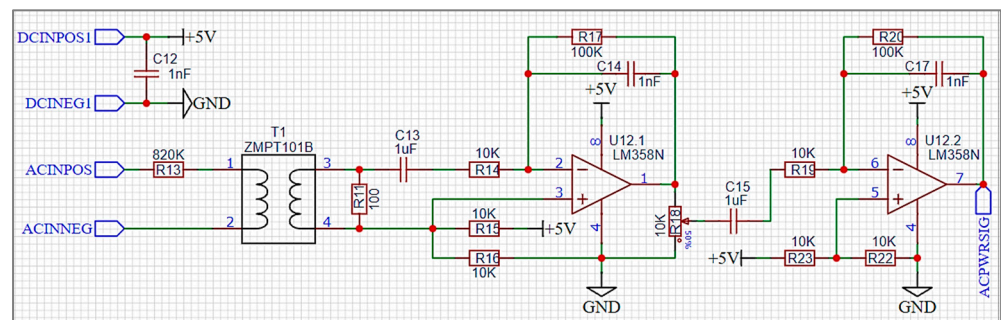 DCINPOS1
+5V
C12
1nF
DCINEG1
GND
T1
ZMPT101B
820K
ACINPOS
R13
1
3
2
4
ACINNEG
R11
100
C13
1uF
10K
R14
R17
100K
C14
1nF
+5V
8
U12.1
LM358N
2
3
1
4
10K
R15
+5V
R16
10K
GND
10K
R18
50%
C15
1uF
10K
R19
R20
100K
C17
1nF
+5V
8
U12.2
LM358N
6
5
7
4
+5V
10K
R23
10K
R22
GND
ACPWRSIG